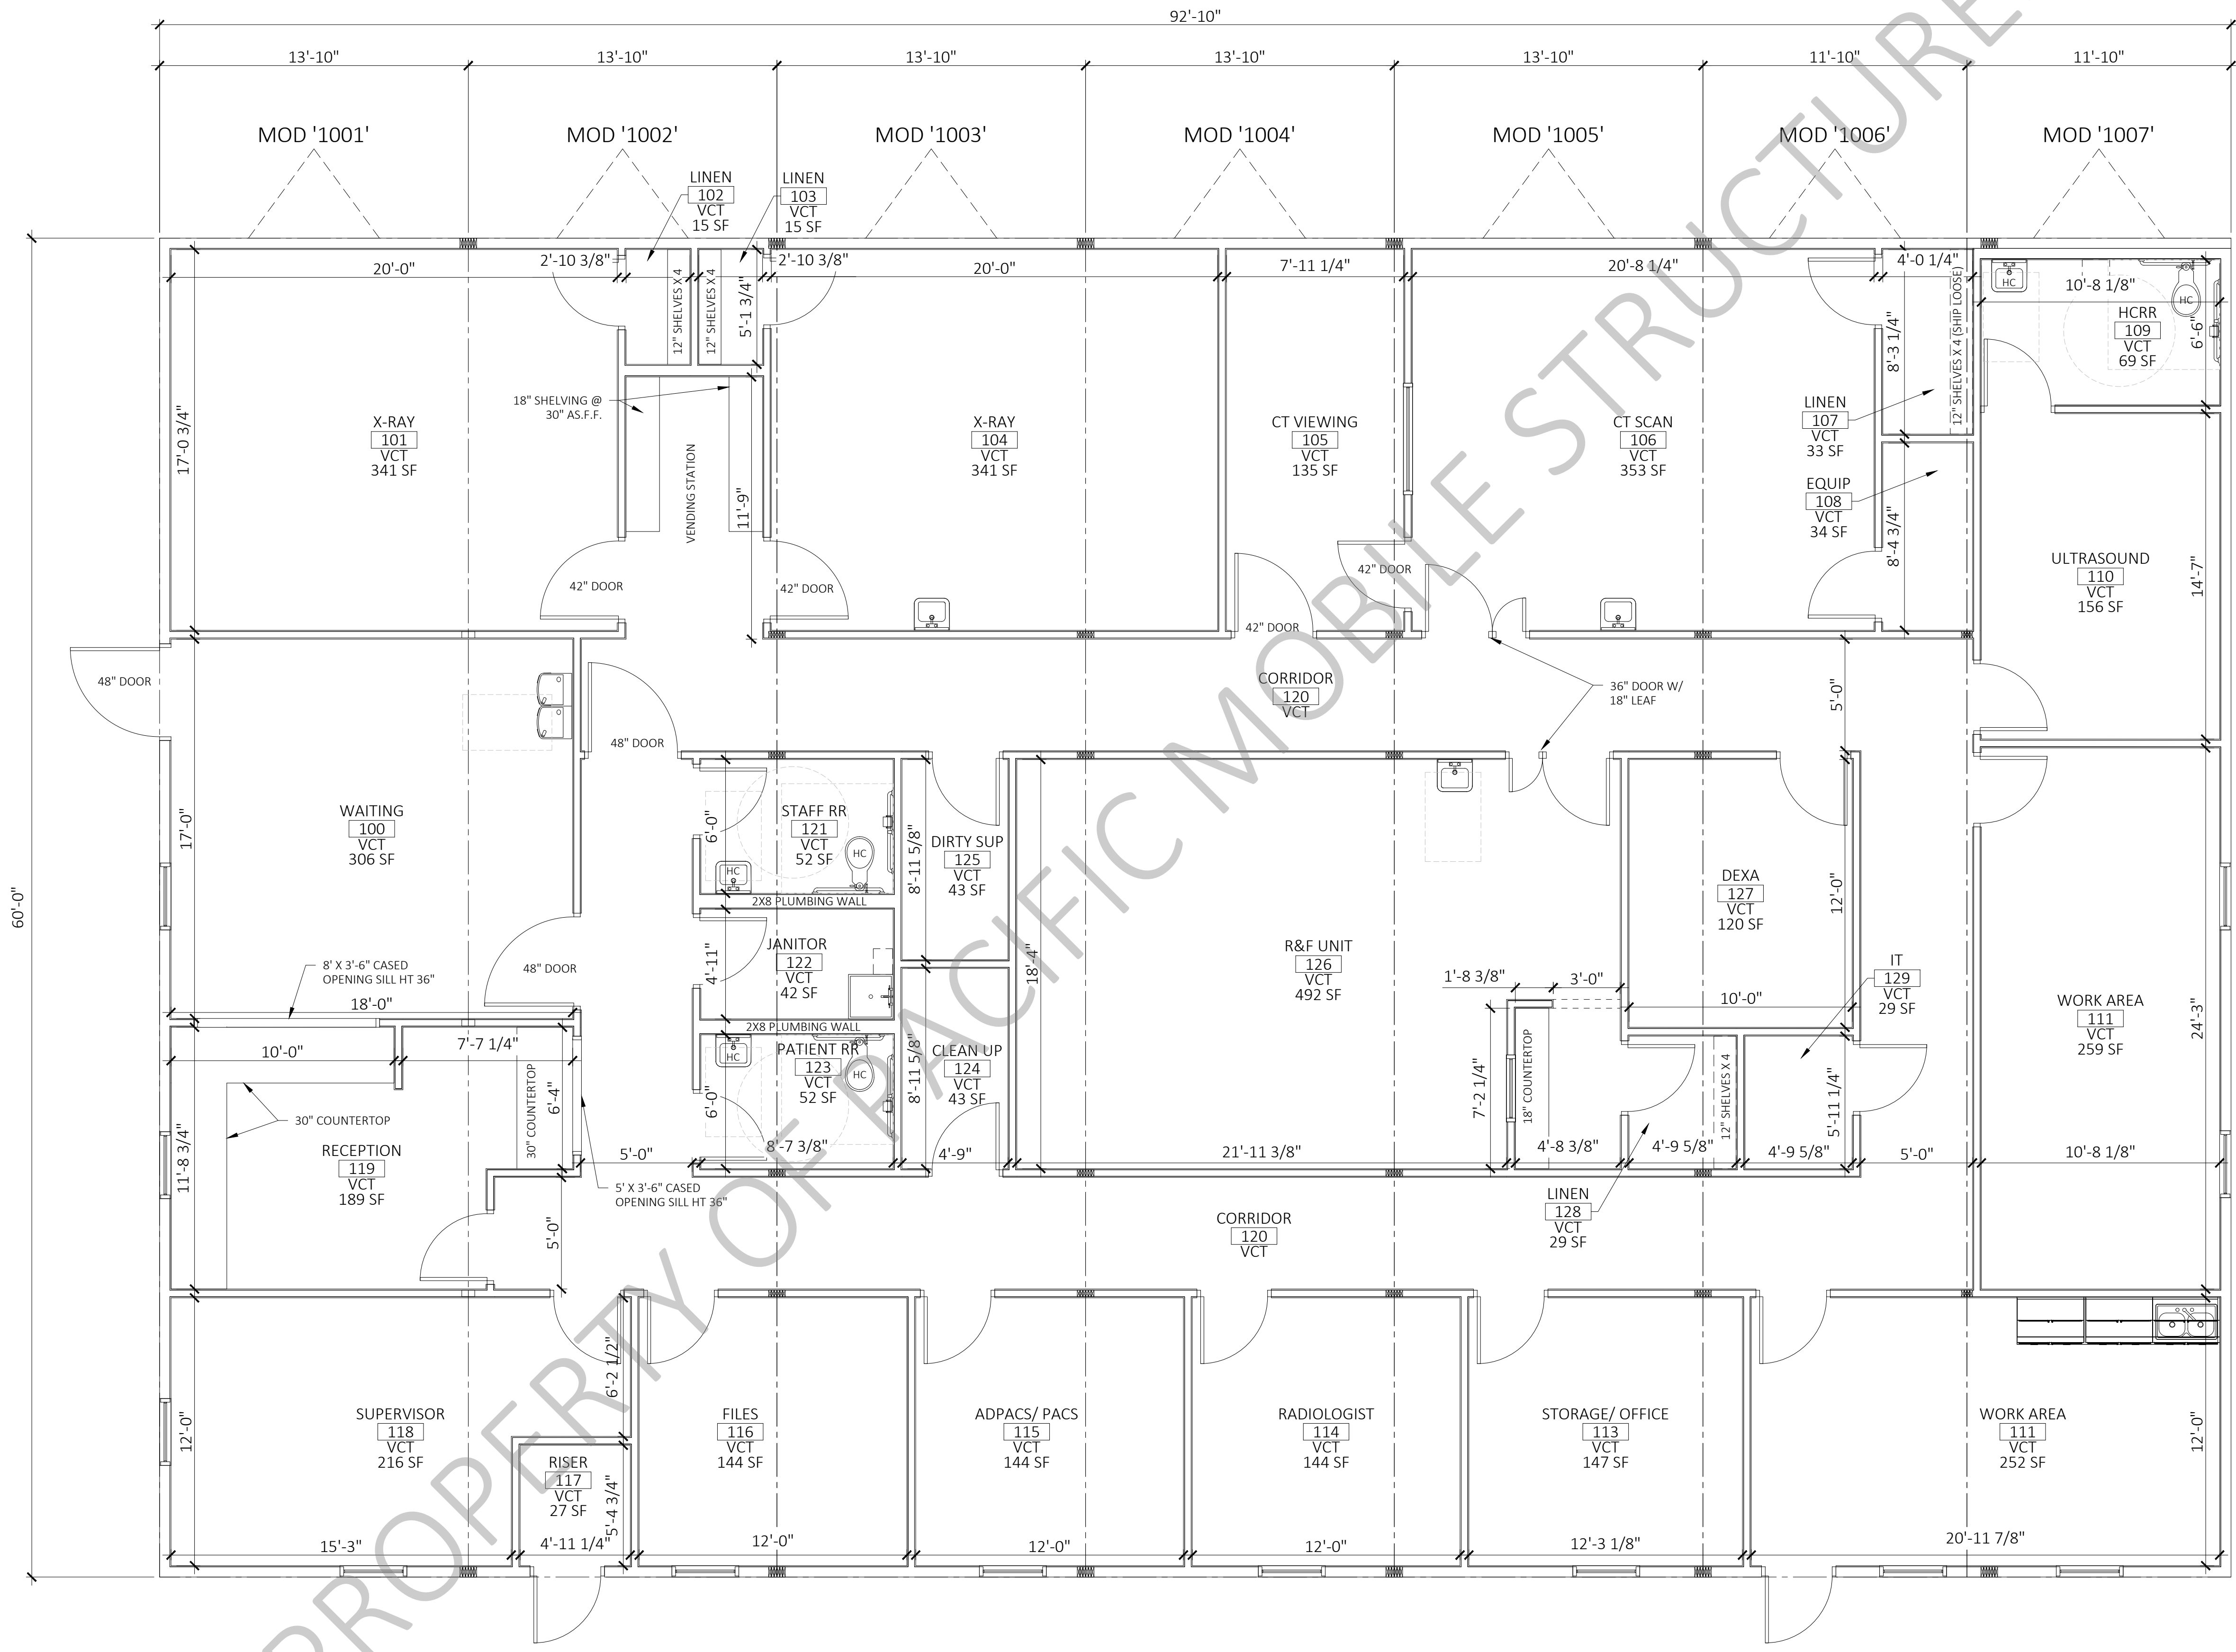 92'-10"
13'-10"
13'-10"
13'-10"
13'-10"
13'-10"
11'-10"
11'-10"
MOD '1001'
MOD '1002'
MOD '1003'
MOD '1004'
MOD '1005'
MOD '1006'
MOD '1007'
LINEN
102
VCT
15 SF
LINEN
103
VCT
15 SF
20'-0"
2'-10 3/8"
2'-10 3/8"
20'-0"
7'-11 1/4"
20'-8 1/4"
4'-0 1/4"
10'-8 1/8"
12" SHELVES X 4
12" SHELVES X 4
5'-1 3/4"
12" SHELVES X 4 (SHIP LOOSE)
8'-3 1/4"
HC
HC
HCRR
109
VCT
69 SF
6'-6"
17'-0 3/4"
18" SHELVING @
30" AS.F.F.
X-RAY
101
VCT
341 SF
VENDING STATION
11'-9"
X-RAY
104
VCT
341 SF
CT VIEWING
105
VCT
135 SF
CT SCAN
106
VCT
353 SF
LINEN
107
VCT
33 SF
EQUIP
108
VCT
34 SF
8'-4 3/4"
ULTRASOUND
110
VCT
156 SF
14'-7"
42" DOOR
42" DOOR
42" DOOR
42" DOOR
48" DOOR
48" DOOR
CORRIDOR
120
VCT
36" DOOR W/
18" LEAF
5'-0"
60'-0"
17'-0"
WAITING
100
VCT
306 SF
6'-0"
STAFF RR
121
VCT
52 SF
HC
HC
2X8 PLUMBING WALL
8'-11 5/8"
DIRTY SUP
125
VCT
43 SF
DEXA
127
VCT
120 SF
12'-0"
48" DOOR
8' X 3'-6" CASED
OPENING SILL HT 36"
18'-0"
JANITOR
122
VCT
42 SF
4'-11"
2X8 PLUMBING WALL
18'-4"
R&F UNIT
126
VCT
492 SF
1'-8 3/8"
3'-0"
10'-0"
IT
129
VCT
29 SF
WORK AREA
111
VCT
259 SF
24'-3"
10'-0"
7'-7 1/4"
30" COUNTERTOP
6'-4"
30" COUNTERTOP
RECEPTION
119
VCT
189 SF
11'-8 3/4"
PATIENT RR
123
VCT
52 SF
HC
HC
6'-0"
CLEAN UP
124
VCT
43 SF
8'-11 5/8"
7'-2 1/4"
18" COUNTERTOP
12" SHELVES X 4
5'-11 1/4"
5'-0"
8'-7 3/8"
4'-9"
21'-11 3/8"
4'-8 3/8"
4'-9 5/8"
4'-9 5/8"
5'-0"
10'-8 1/8"
5' X 3'-6" CASED
OPENING SILL HT 36"
5'-0"
CORRIDOR
120
VCT
LINEN
128
VCT
29 SF
SUPERVISOR
118
VCT
216 SF
12'-0"
6'-2 1/2"
RISER
117
VCT
27 SF
5'-4 3/4"
FILES
116
VCT
144 SF
ADPACS/ PACS
115
VCT
144 SF
RADIOLOGIST
114
VCT
144 SF
STORAGE/ OFFICE
113
VCT
147 SF
WORK AREA
111
VCT
252 SF
12'-0"
15'-3"
4'-11 1/4"
12'-0"
12'-0"
12'-0"
12'-3 1/8"
20'-11 7/8"
PROPERTY OF PACIFIC MOBILE STRUCTURE